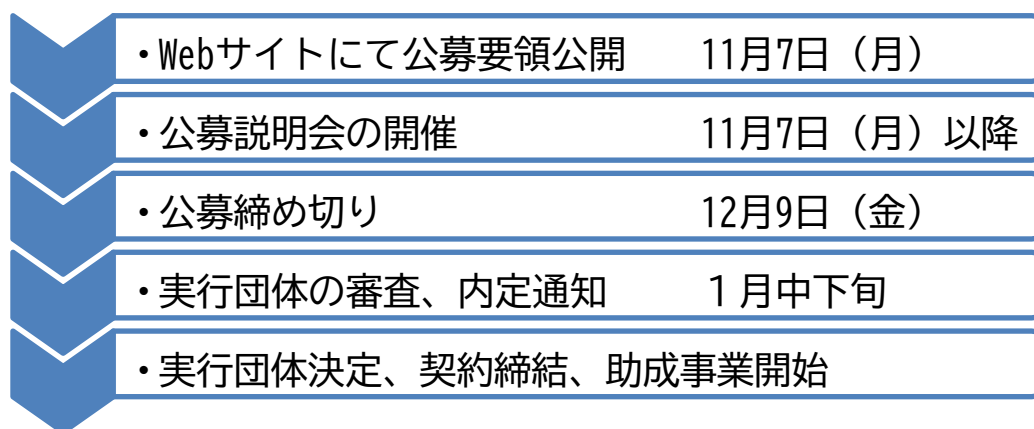 ・Webサイトにて公募要領公開　11月7日（月）
・公募説明会の開催　11月7日（月）以降
・公募締め切り　12月9日（金）
・実行団体の審査、内定通知　１月中下旬
・実行団体決定、契約締結、助成事業開始